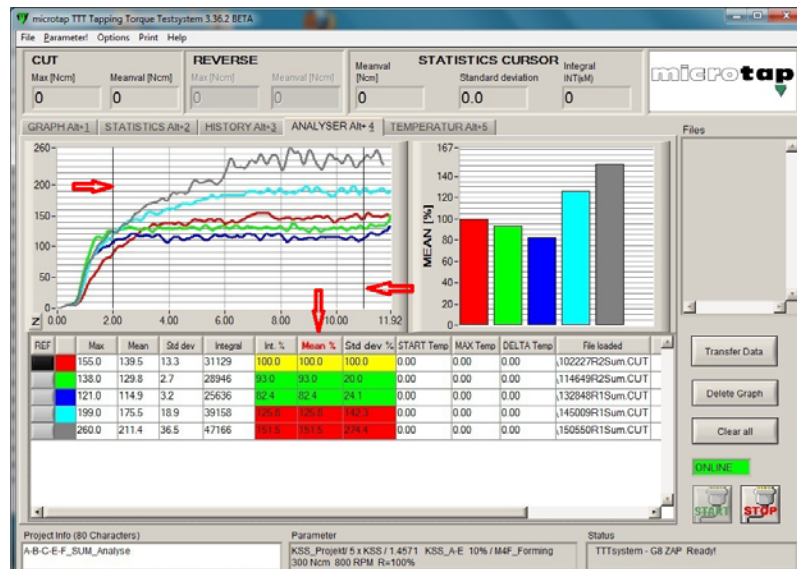 microtap TTT Tapping Torque Testsystem 3.36.2 BETA
File Parameter! Options Print Help
CUT REVERSE STATISTICS CURSOR
Max [Ncm] Meanval [Ncm] Max [Ncm] Meanval [Ncm] Meanval [Ncm] Standard deviation Integral INT(xM)
0 0 0 0 0 0.0 0
microtap
GRAPH Alt+1 STATISTICS Alt+2 HISTORY Alt+3 ANALYSER Alt+4 TEMPERATUR Alt+5
Files
260-
200-
150-
100-
50-
0-
Z 0.00 2.00 4.00 6.00 8.00 10.00 11.92
MEAN [%]
167-
140-
120-
100-
80-
60-
40-
20-
0-
REF Max Mean Std dev Integral Int. % Mean % Std dev % START Temp MAX Temp DELTA Temp File loaded
155.0 139.5 13.3 31129 100.0 100.0 100.0 0.00 0.00 0.00 .\102227R2Sum.CUT
138.0 129.8 2.7 28946 93.0 93.0 20.0 0.00 0.00 0.00 .\114649R2Sum.CUT
121.0 114.9 3.2 25636 82.4 82.4 24.1 0.00 0.00 0.00 .\132848R1Sum.CUT
199.0 175.5 18.9 39158 125.8 125.8 142.3 0.00 0.00 0.00 .\145009R1Sum.CUT
260.0 211.4 36.5 47166 151.5 151.5 274.4 0.00 0.00 0.00 .\150550R1Sum.CUT
Transfer Data
Delete Graph
Clear all
ONLINE
START STOP
Project Info (80 Characters)
A-B-C-E-F_SUM_Analyse
Parameter
KSS_Projekt/ 5 x KSS / 1.4571 KSS_A-E 10% / M4F_Forming
300 Ncm 800 RPM R=100%
Status
TTTsystem - G8 ZAP Ready!